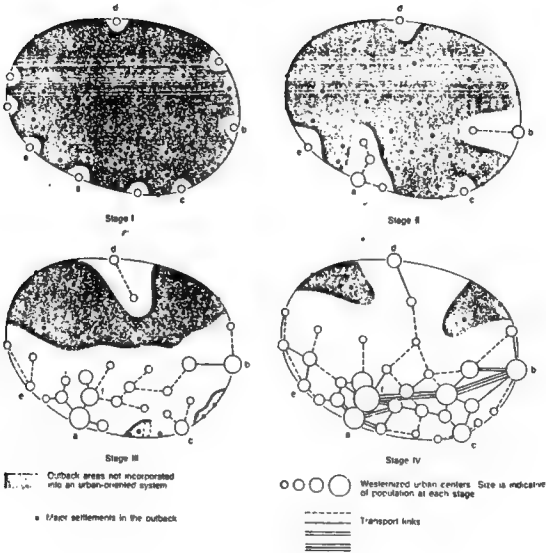 d
b
c
a
e
Stage I
d
b
c
a
e
Stage II
d
b
c
a
e
Stage III
d
b
c
a
e
f
Stage IV
Outback areas not incorporated
into an urban-oriented system
Major settlements in the outback
Westernized urban centers. Size is indicative
of population at each stage
Transport links